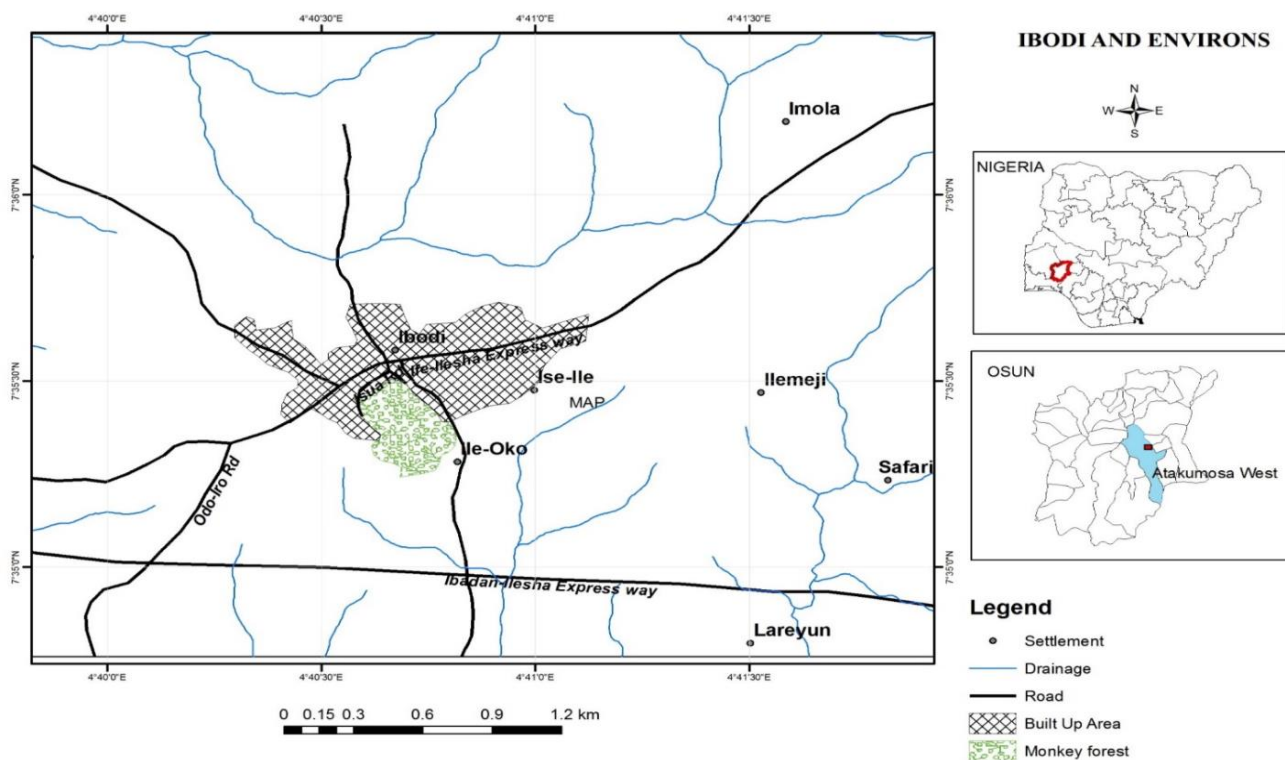 4°40'0"E
4°40'30"E
4°41'0"E
4°41'30"E
IBODI AND ENVIRONS
N
W E
S
Imola
NIGERIA
7°36'0"N
7°36'0"N
Ibodi
Ife-Ilesha Express way
7°35'30"N
Ise-Ile
Ilemeji
7°35'30"N
MAP
OSUN
Ile-Oko
Safari
Atakumosa West
Odo-Iro Rd
7°35'0"N
7°35'0"N
Ibadan-Ilesha Express way
Lareyun
4°40'0"E
4°40'30"E
4°41'0"E
4°41'30"E
0 0.15 0.3 0.6 0.9 1.2 km
Legend
Settlement
Drainage
Road
Built Up Area
Monkey forest